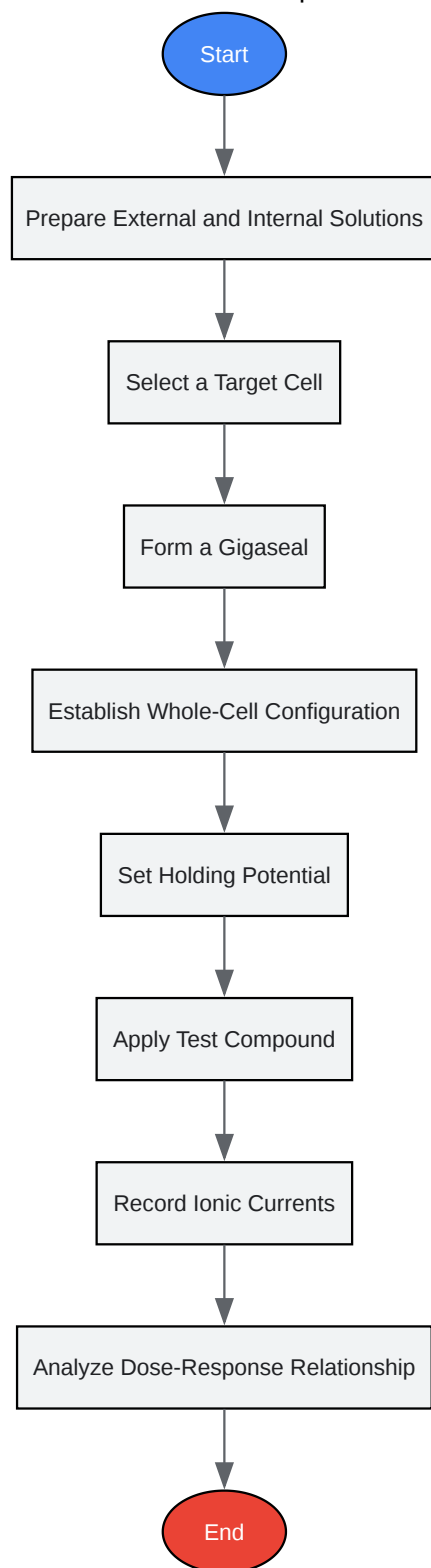 Start
Prepare External and Internal Solutions
Select a Target Cell
Form a Gigaseal
Establish Whole-Cell Configuration
Set Holding Potential
Apply Test Compound
Record Ionic Currents
Analyze Dose-Response Relationship
End